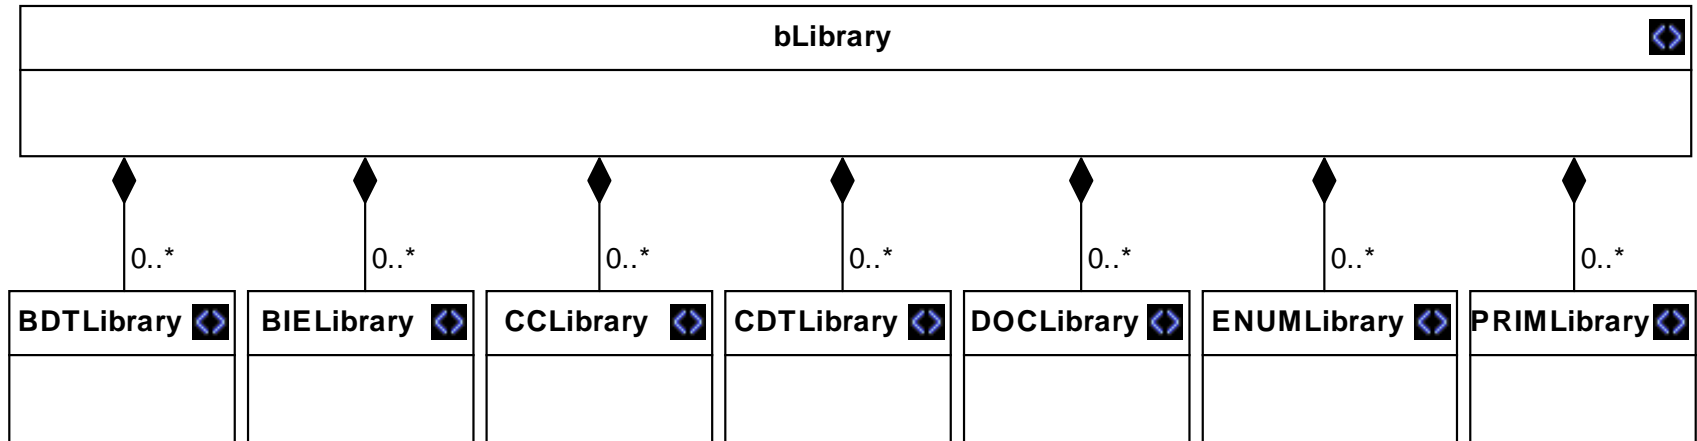 bLibrary
0..* 0..* 0..* 0..* 0..* 0..* 0..*
BDTLibrary BIELibrary CCLibrary CDTLibrary DOCLibrary ENUMLibrary PRIMLibrary